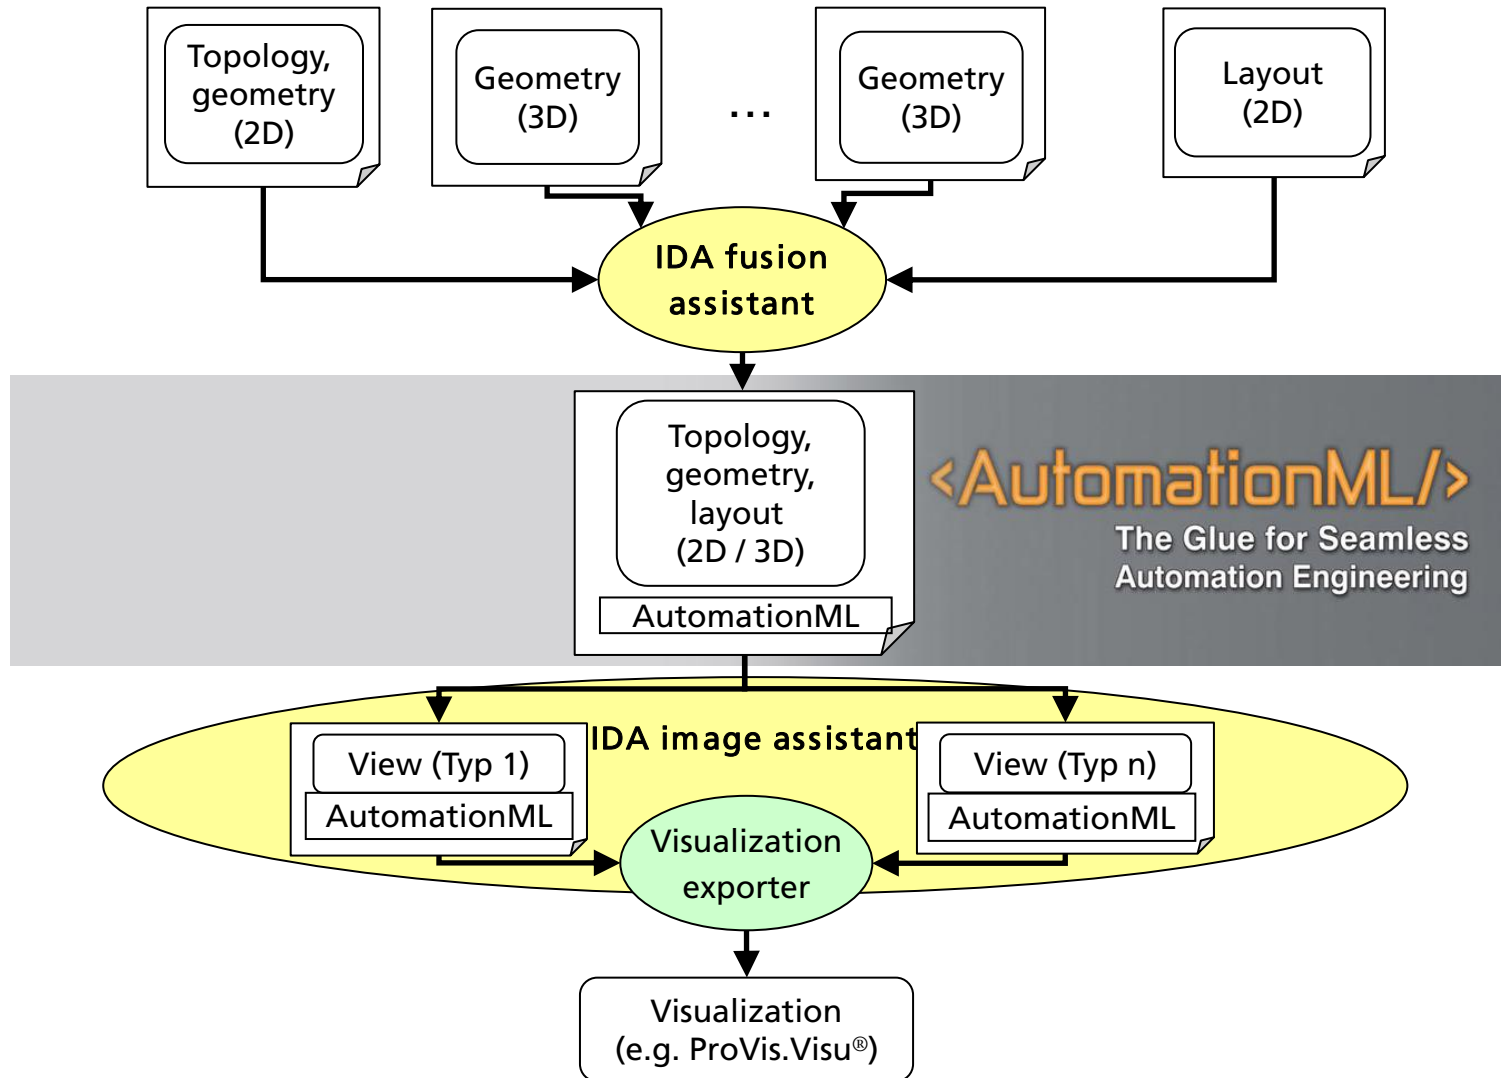 Topology,
geometry
(2D)
Geometry
(3D)
...
Geometry
(3D)
Layout
(2D)
IDA fusion
assistant
Topology,
geometry,
layout
(2D / 3D)
AutomationML
<AutomationML/>
The Glue for Seamless
Automation Engineering
IDA image assistant
View (Typ 1)
AutomationML
View (Typ n)
AutomationML
Visualization
exporter
Visualization
(e.g. ProVis.Visu®)